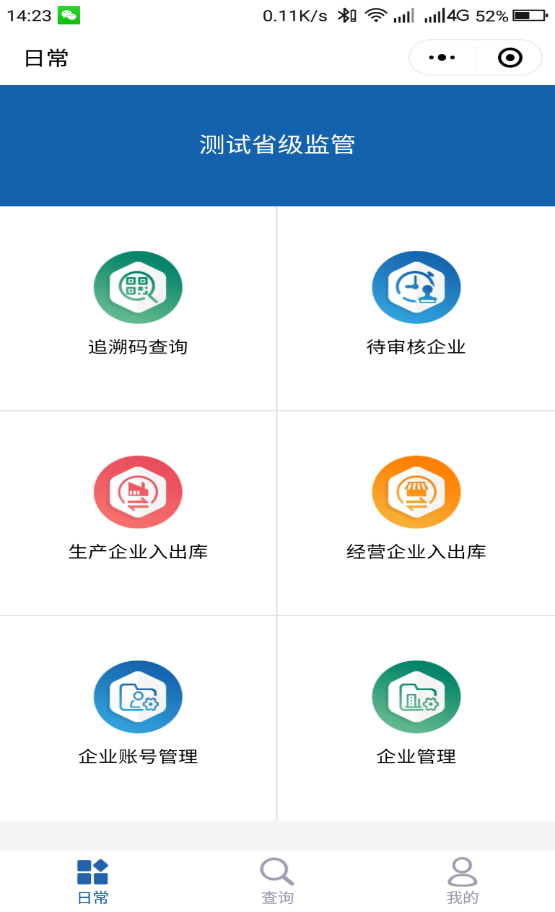 14:23 0.11K/s 4G 52%
日常
测试省级监管
追溯码查询 待审核企业
生产企业入出库 经营企业入出库
企业账号管理 企业管理
日常 查询 我的